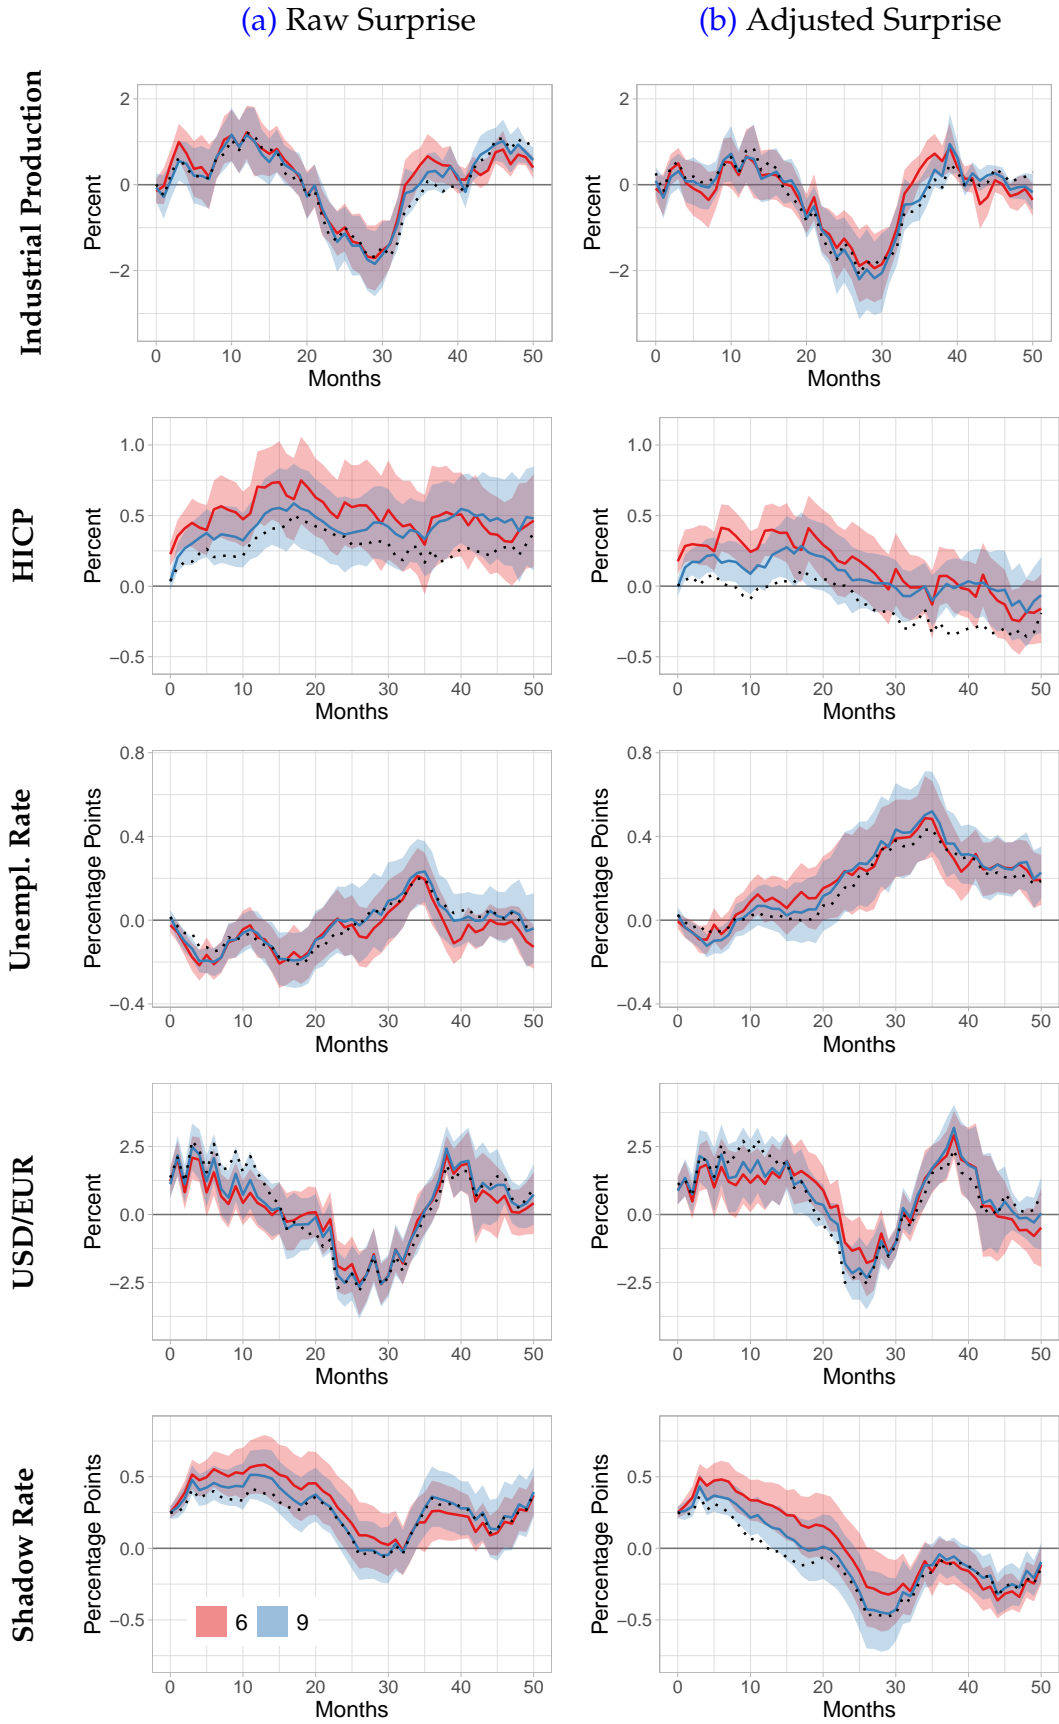 (a) Raw Surprise
(b) Adjusted Surprise
Industrial Production
Percent
2
0
−2
0 10 20 30 40 50
Months
Percent
2
0
−2
0 10 20 30 40 50
Months
HICP
Percent
1.0
0.5
0.0
−0.5
0 10 20 30 40 50
Months
Percent
1.0
0.5
0.0
−0.5
0 10 20 30 40 50
Months
Unempl. Rate
Percentage Points
0.8
0.4
0.0
−0.4
0 10 20 30 40 50
Months
Percentage Points
0.8
0.4
0.0
−0.4
0 10 20 30 40 50
Months
USD/EUR
Percent
2.5
0.0
−2.5
0 10 20 30 40 50
Months
Percent
2.5
0.0
−2.5
0 10 20 30 40 50
Months
Shadow Rate
Percentage Points
0.5
0.0
−0.5
6 9
0 10 20 30 40 50
Months
Percentage Points
0.5
0.0
−0.5
0 10 20 30 40 50
Months